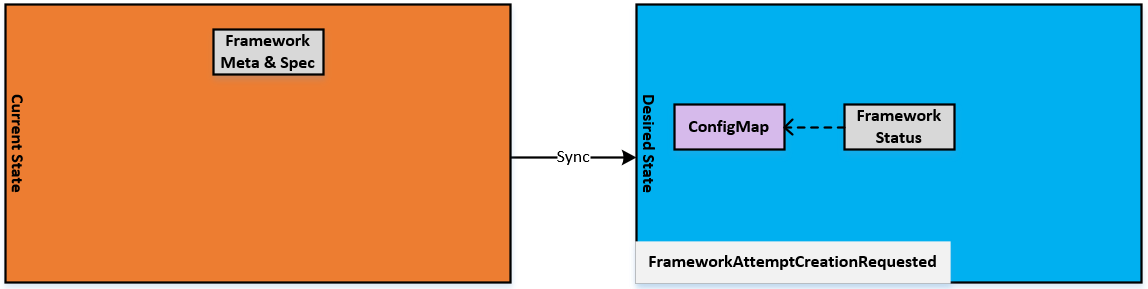 Current State
Framework
Meta & Spec
Sync
Desired State
ConfigMap
Framework
Status
FrameworkAttemptCreationRequested